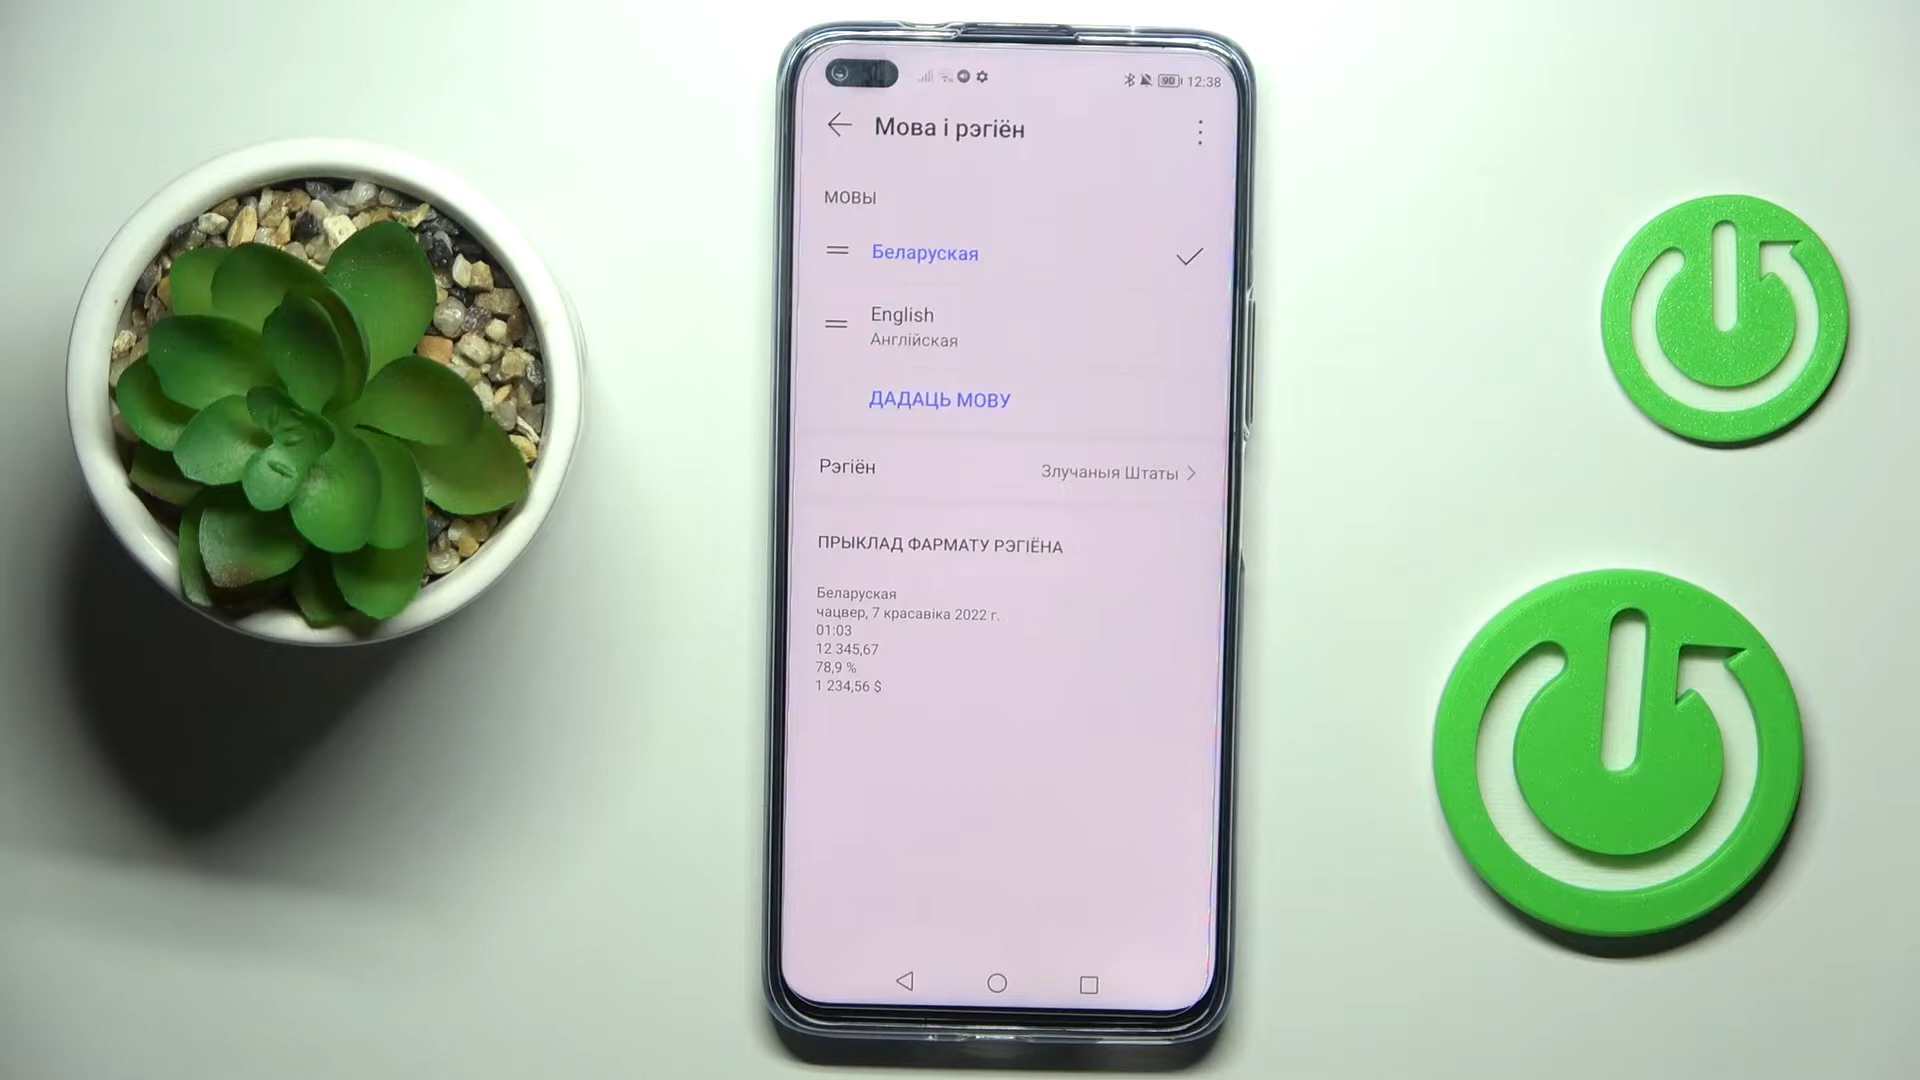 90 12:38
Мова і рэгіён
МОВЫ
Беларуская
English
Англійская
ДАДАЦЬ МОВУ
Рэгіён Злучаныя Штаты
ПРЫКЛАД ФАРМАТУ РЭГІЁНА
Беларуская
чацвер, 7 красавіка 2022 г.
01:03
12 345,67
78,9 %
1 234,56 $